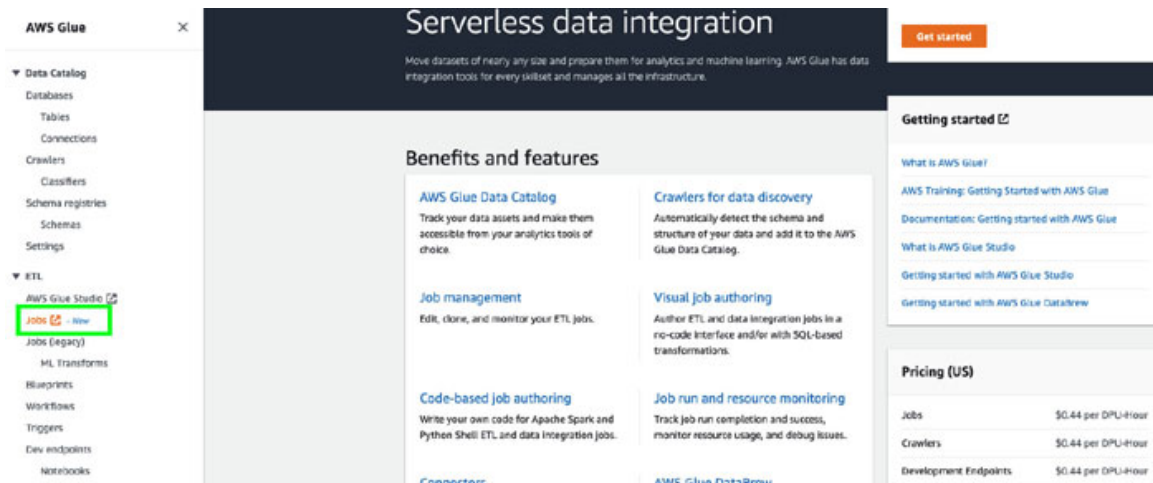 AWS Glue
Data Catalog
Databases
Tables
Connections
Crawlers
Classifiers
Schema registries
Schemas
Settings
ETL
AWS Glue Studio
Jobs - New
Jobs (legacy)
ML Transforms
Blueprints
Workflows
Triggers
Dev endpoints
Notebooks
Serverless data integration
Move datasets of nearly any size and prepare them for analytics and machine learning. AWS Glue has data
integration tools for every skillset and manages all the infrastructure.
Benefits and features
AWS Glue Data Catalog
Track your data assets and make them
accessible from your analytics tools of
choice.
Crawlers for data discovery
Automatically detect the schema and
structure of your data and add it to the AWS
Glue Data Catalog.
Job management
Edit, clone, and monitor your ETL jobs.
Visual job authoring
Author ETL and data integration jobs in a
no-code interface and/or with SQL-based
transformations.
Code-based job authoring
Write your own code for Apache Spark and
Python Shell ETL and data integration jobs.
Job run and resource monitoring
Track job run completion and success,
monitor resource usage, and debug issues.
Connectors
AWS Glue DataBrew
Get started
Getting started
What is AWS Glue?
AWS Training: Getting Started with AWS Glue
Documentation: Getting started with AWS Glue
What is AWS Glue Studio
Getting started with AWS Glue Studio
Getting started with AWS Glue DataBrew
Pricing (US)
Jobs $0.44 per DPU-Hour
Crawlers $0.44 per DPU-Hour
Development Endpoints $0.44 per DPU-Hour